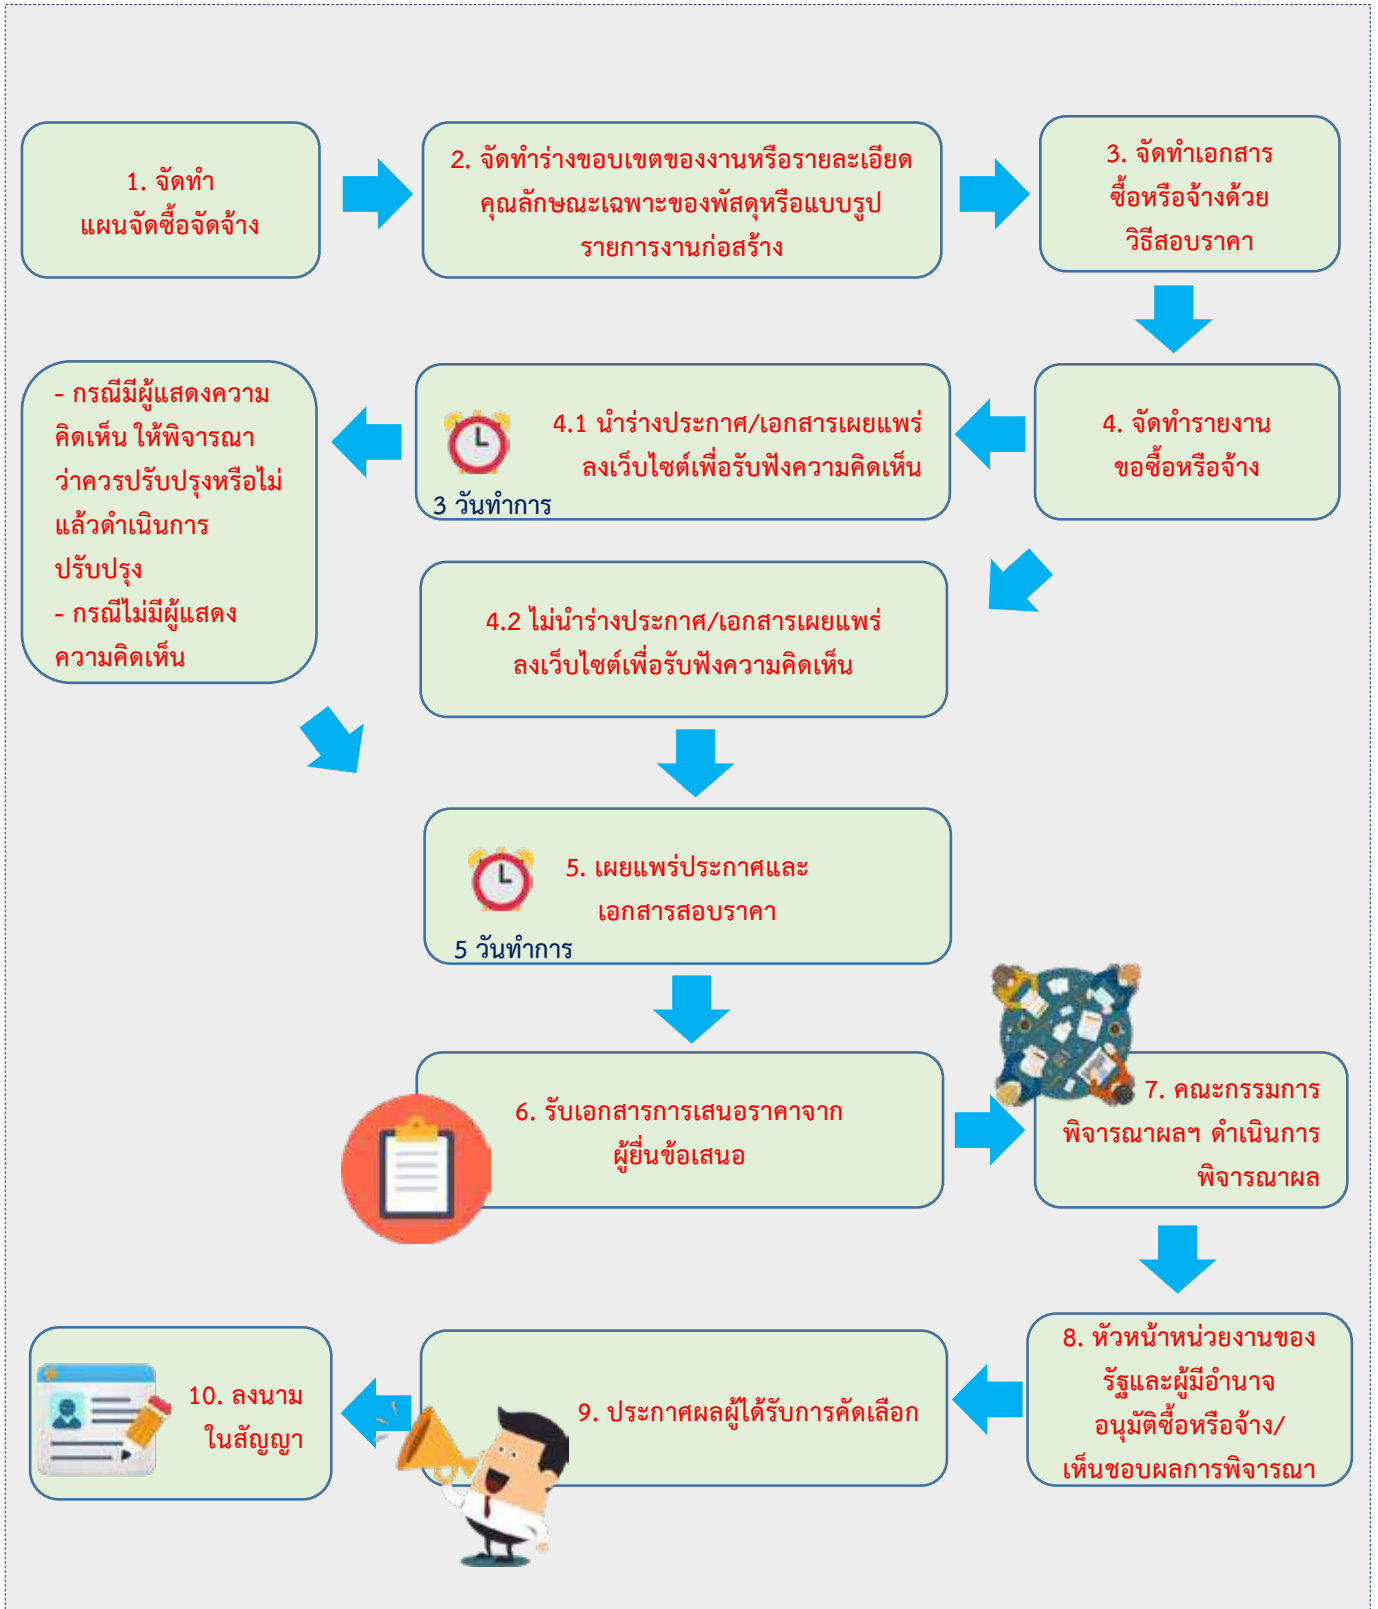 1. จัดทำ
แผนจัดซื้อจัดจ้าง
2. จัดทำร่างขอบเขตของงานหรือรายละเอียด
คุณลักษณะเฉพาะของพัสดุหรือแบบรูป
รายการงานก่อสร้าง
3. จัดทำเอกสาร
ซื้อหรือจ้างด้วย
วิธีสอบราคา
4. จัดทำรายงาน
ขอซื้อหรือจ้าง
4.1 นำร่างประกาศ/เอกสารเผยแพร่
ลงเว็บไซต์เพื่อรับฟังความคิดเห็น
3 วันทำการ
- กรณีมีผู้แสดงความ
คิดเห็น ให้พิจารณา
ว่าควรปรับปรุงหรือไม่
แล้วดำเนินการ
ปรับปรุง
- กรณีไม่มีผู้แสดง
ความคิดเห็น
4.2 ไม่นำร่างประกาศ/เอกสารเผยแพร่
ลงเว็บไซต์เพื่อรับฟังความคิดเห็น
5. เผยแพร่ประกาศและ
เอกสารสอบราคา
5 วันทำการ
6. รับเอกสารการเสนอราคาจาก
ผู้ยื่นข้อเสนอ
7. คณะกรรมการ
พิจารณาผลฯ ดำเนินการ
พิจารณาผล
8. หัวหน้าหน่วยงานของ
รัฐและผู้มีอำนาจ
อนุมัติซื้อหรือจ้าง/
เห็นชอบผลการพิจารณา
9. ประกาศผลผู้ได้รับการคัดเลือก
10. ลงนาม
ในสัญญา